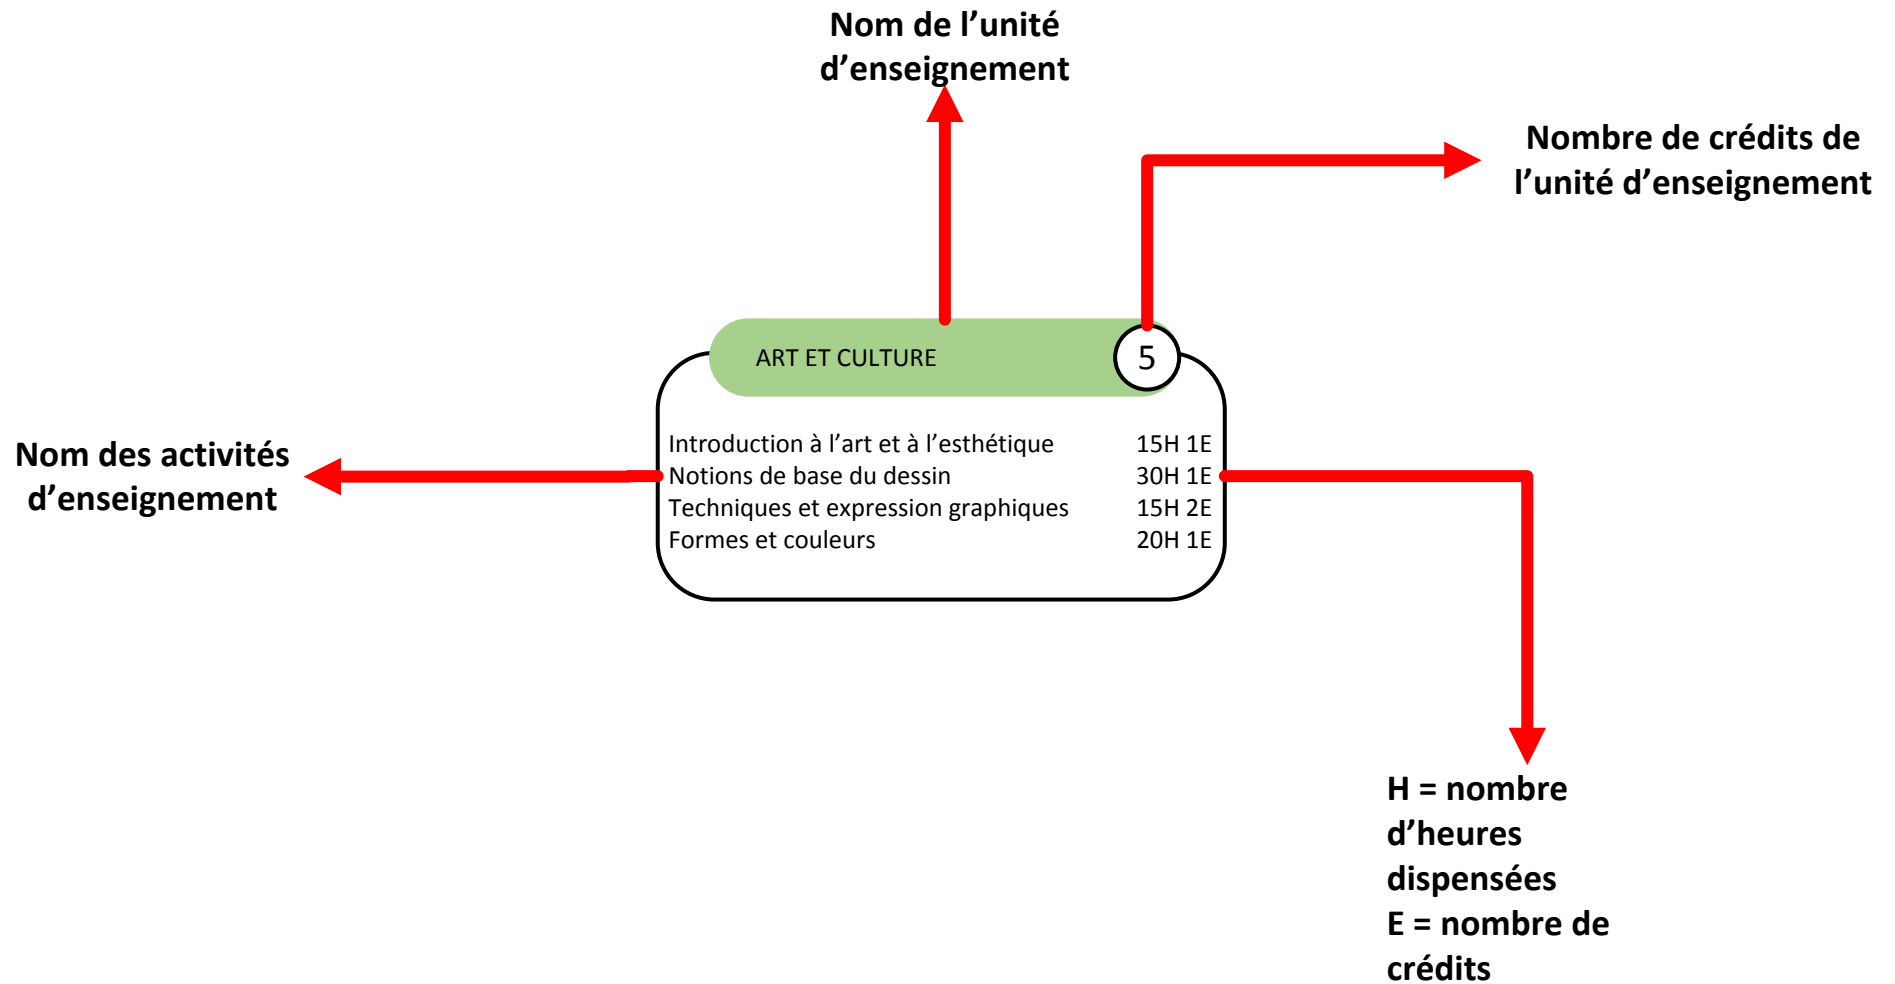 Nom de l’unité
d’enseignement
Nombre de crédits de
l’unité d’enseignement
ART ET CULTURE 5
Introduction à l’art et à l’esthétique 15H 1E
Notions de base du dessin 30H 1E
Techniques et expression graphiques 15H 2E
Formes et couleurs 20H 1E
Nom des activités
d’enseignement
H = nombre
d’heures
dispensées
E = nombre de
crédits